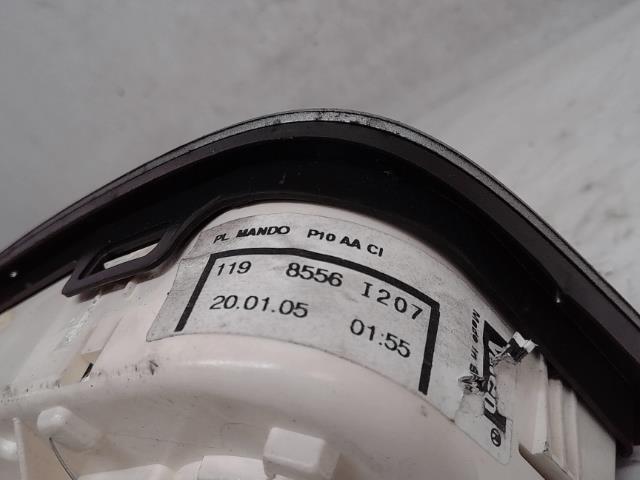 PL MANDO P10 AA CI
119 8556 I207
20.01.05 01:55